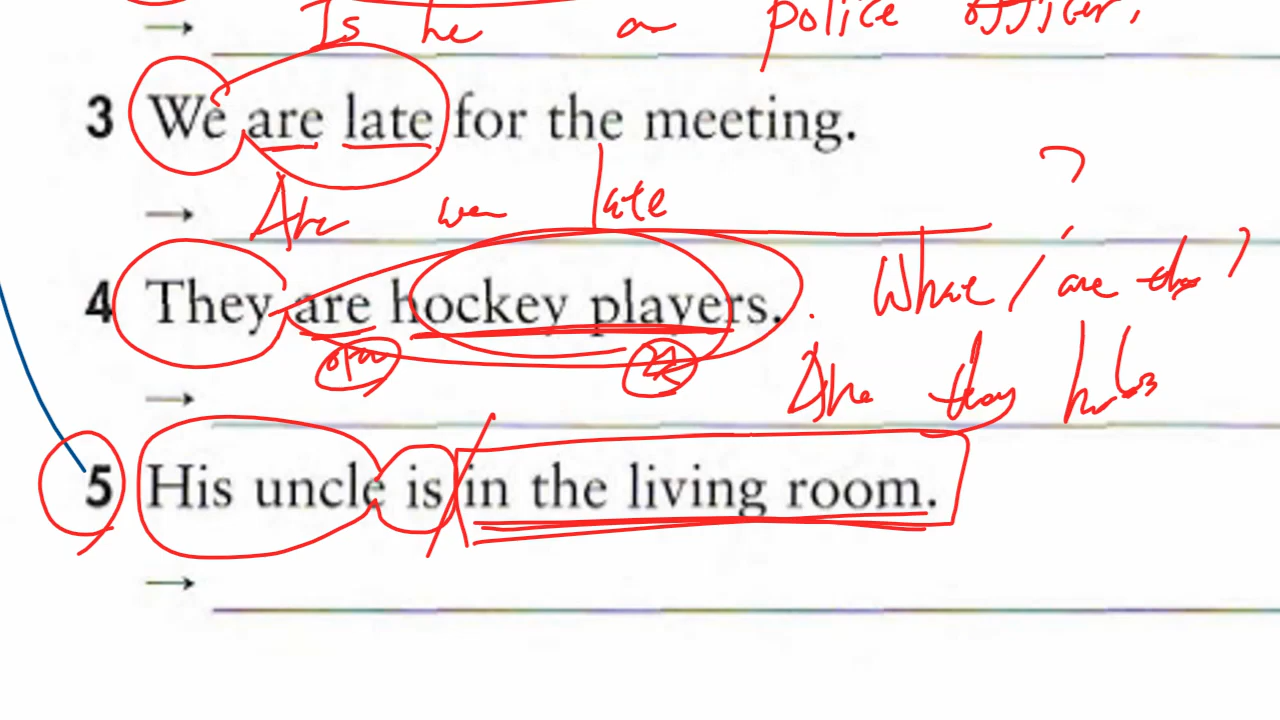 → Is he a police officer.
3 We are late for the meeting.
→ Are we late ?
4 They are hockey players.
What / are they ?
→ Are they
5 His uncle is in the living room.
→